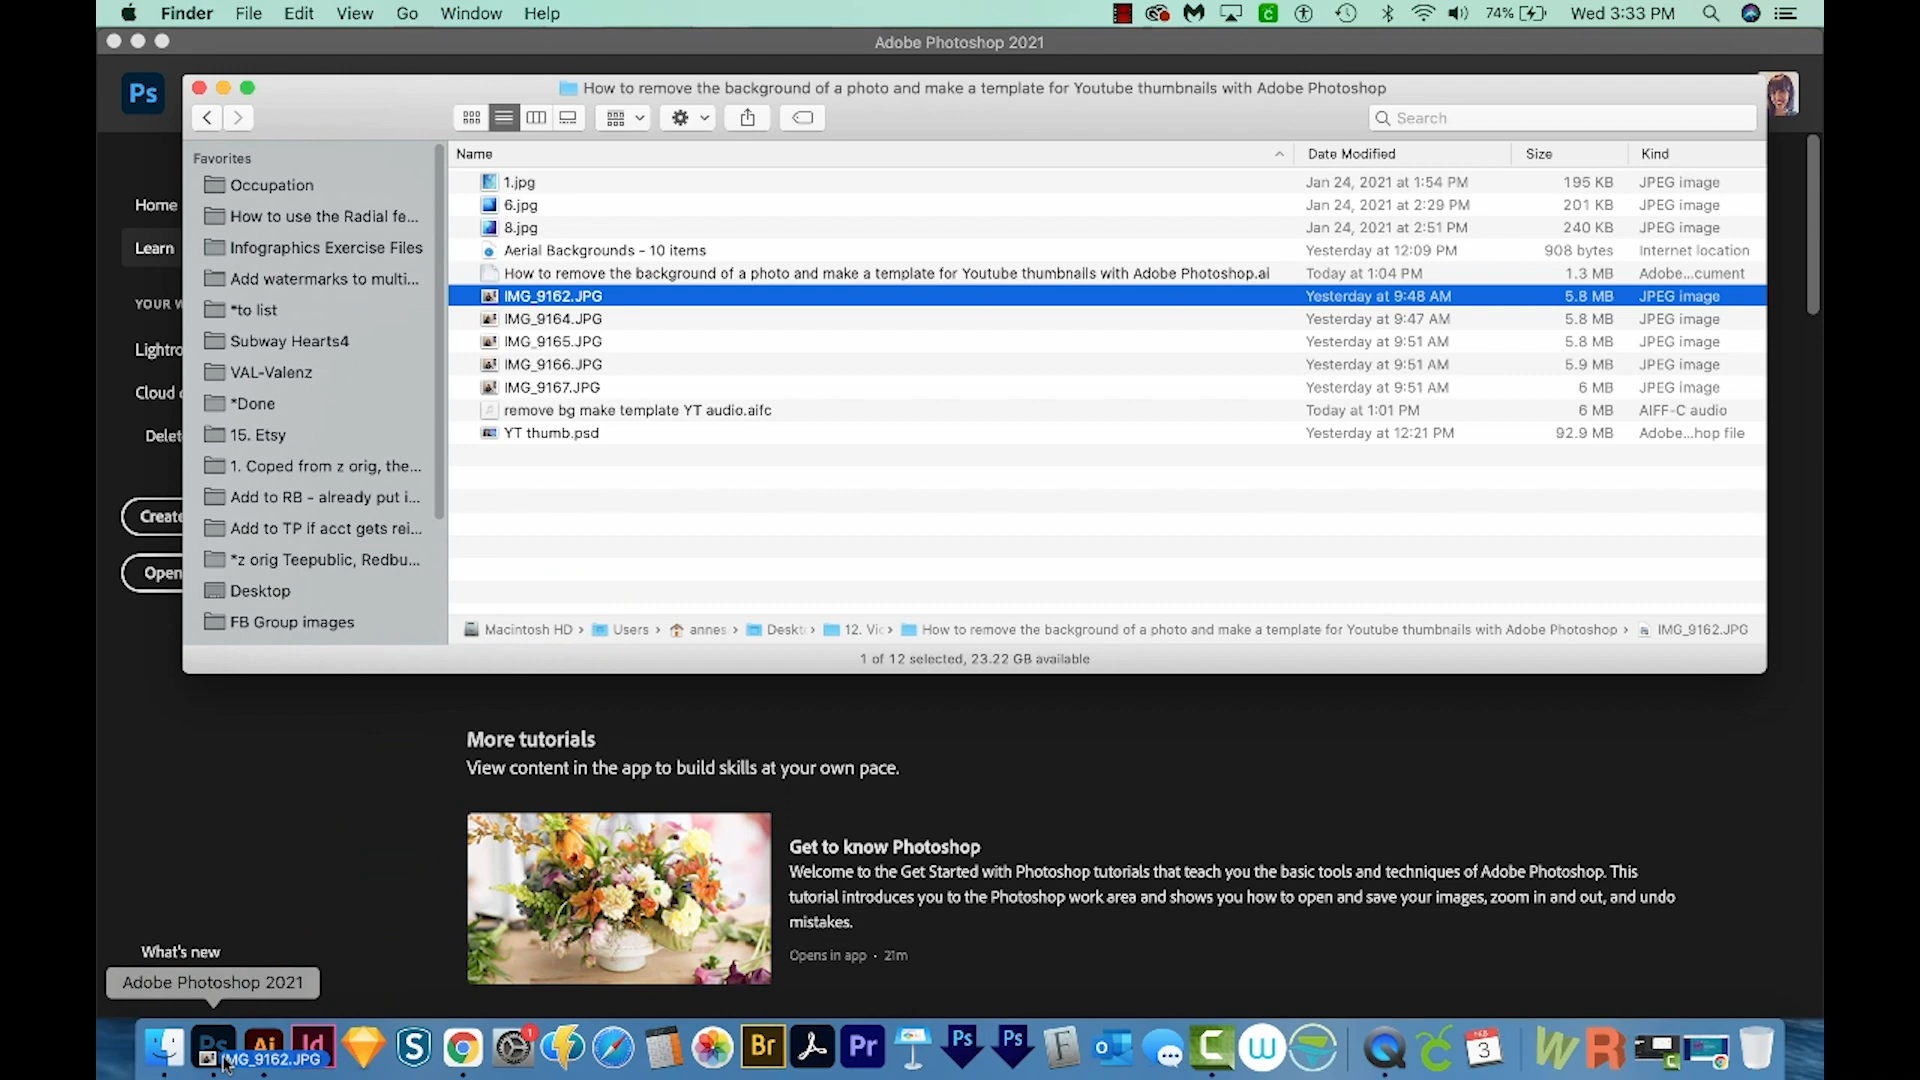 Finder File Edit View Go Window Help 74% Wed 3:33 PM
Adobe Photoshop 2021
Ps
How to remove the background of a photo and make a template for Youtube thumbnails with Adobe Photoshop
Search
Favorites
Occupation
How to use the Radial fe...
Infographics Exercise Files
Add watermarks to multi...
*to list
Subway Hearts4
VAL-Valenz
*Done
15. Etsy
1. Coped from z orig, the...
Add to RB - already put i...
Add to TP if acct gets rei...
*z orig Teepublic, Redbu...
Desktop
FB Group images
Name Date Modified Size Kind
1.jpg Jan 24, 2021 at 1:54 PM 195 KB JPEG image
6.jpg Jan 24, 2021 at 2:29 PM 201 KB JPEG image
8.jpg Jan 24, 2021 at 2:51 PM 240 KB JPEG image
Aerial Backgrounds - 10 items Yesterday at 12:09 PM 908 bytes Internet location
How to remove the background of a photo and make a template for Youtube thumbnails with Adobe Photoshop.ai Today at 1:04 PM 1.3 MB Adobe...cument
IMG_9162.JPG Yesterday at 9:48 AM 5.8 MB JPEG image
IMG_9164.JPG Yesterday at 9:47 AM 5.8 MB JPEG image
IMG_9165.JPG Yesterday at 9:51 AM 5.8 MB JPEG image
IMG_9166.JPG Yesterday at 9:51 AM 5.9 MB JPEG image
IMG_9167.JPG Yesterday at 9:51 AM 6 MB JPEG image
remove bg make template YT audio.aifc Today at 1:01 PM 6 MB AIFF-C audio
YT thumb.psd Yesterday at 12:21 PM 92.9 MB Adobe...hop file
Macintosh HD › Users › annes › Deskt › 12. Vi › How to remove the background of a photo and make a template for Youtube thumbnails with Adobe Photoshop › IMG_9162.JPG
1 of 12 selected, 23.22 GB available
Home
Learn
YOUR W
Lightro
Cloud
Delet
Create
Open
More tutorials
View content in the app to build skills at your own pace.
Get to know Photoshop
Welcome to the Get Started with Photoshop tutorials that teach you the basic tools and techniques of Adobe Photoshop. This
tutorial introduces you to the Photoshop work area and shows you how to open and save your images, zoom in and out, and undo
mistakes.
Opens in app · 21m
What's new
Adobe Photoshop 2021
Ps Ai Id S 1 Br Pr Ps Ps F C W FEB 3 W R
IMG_9162.JPG